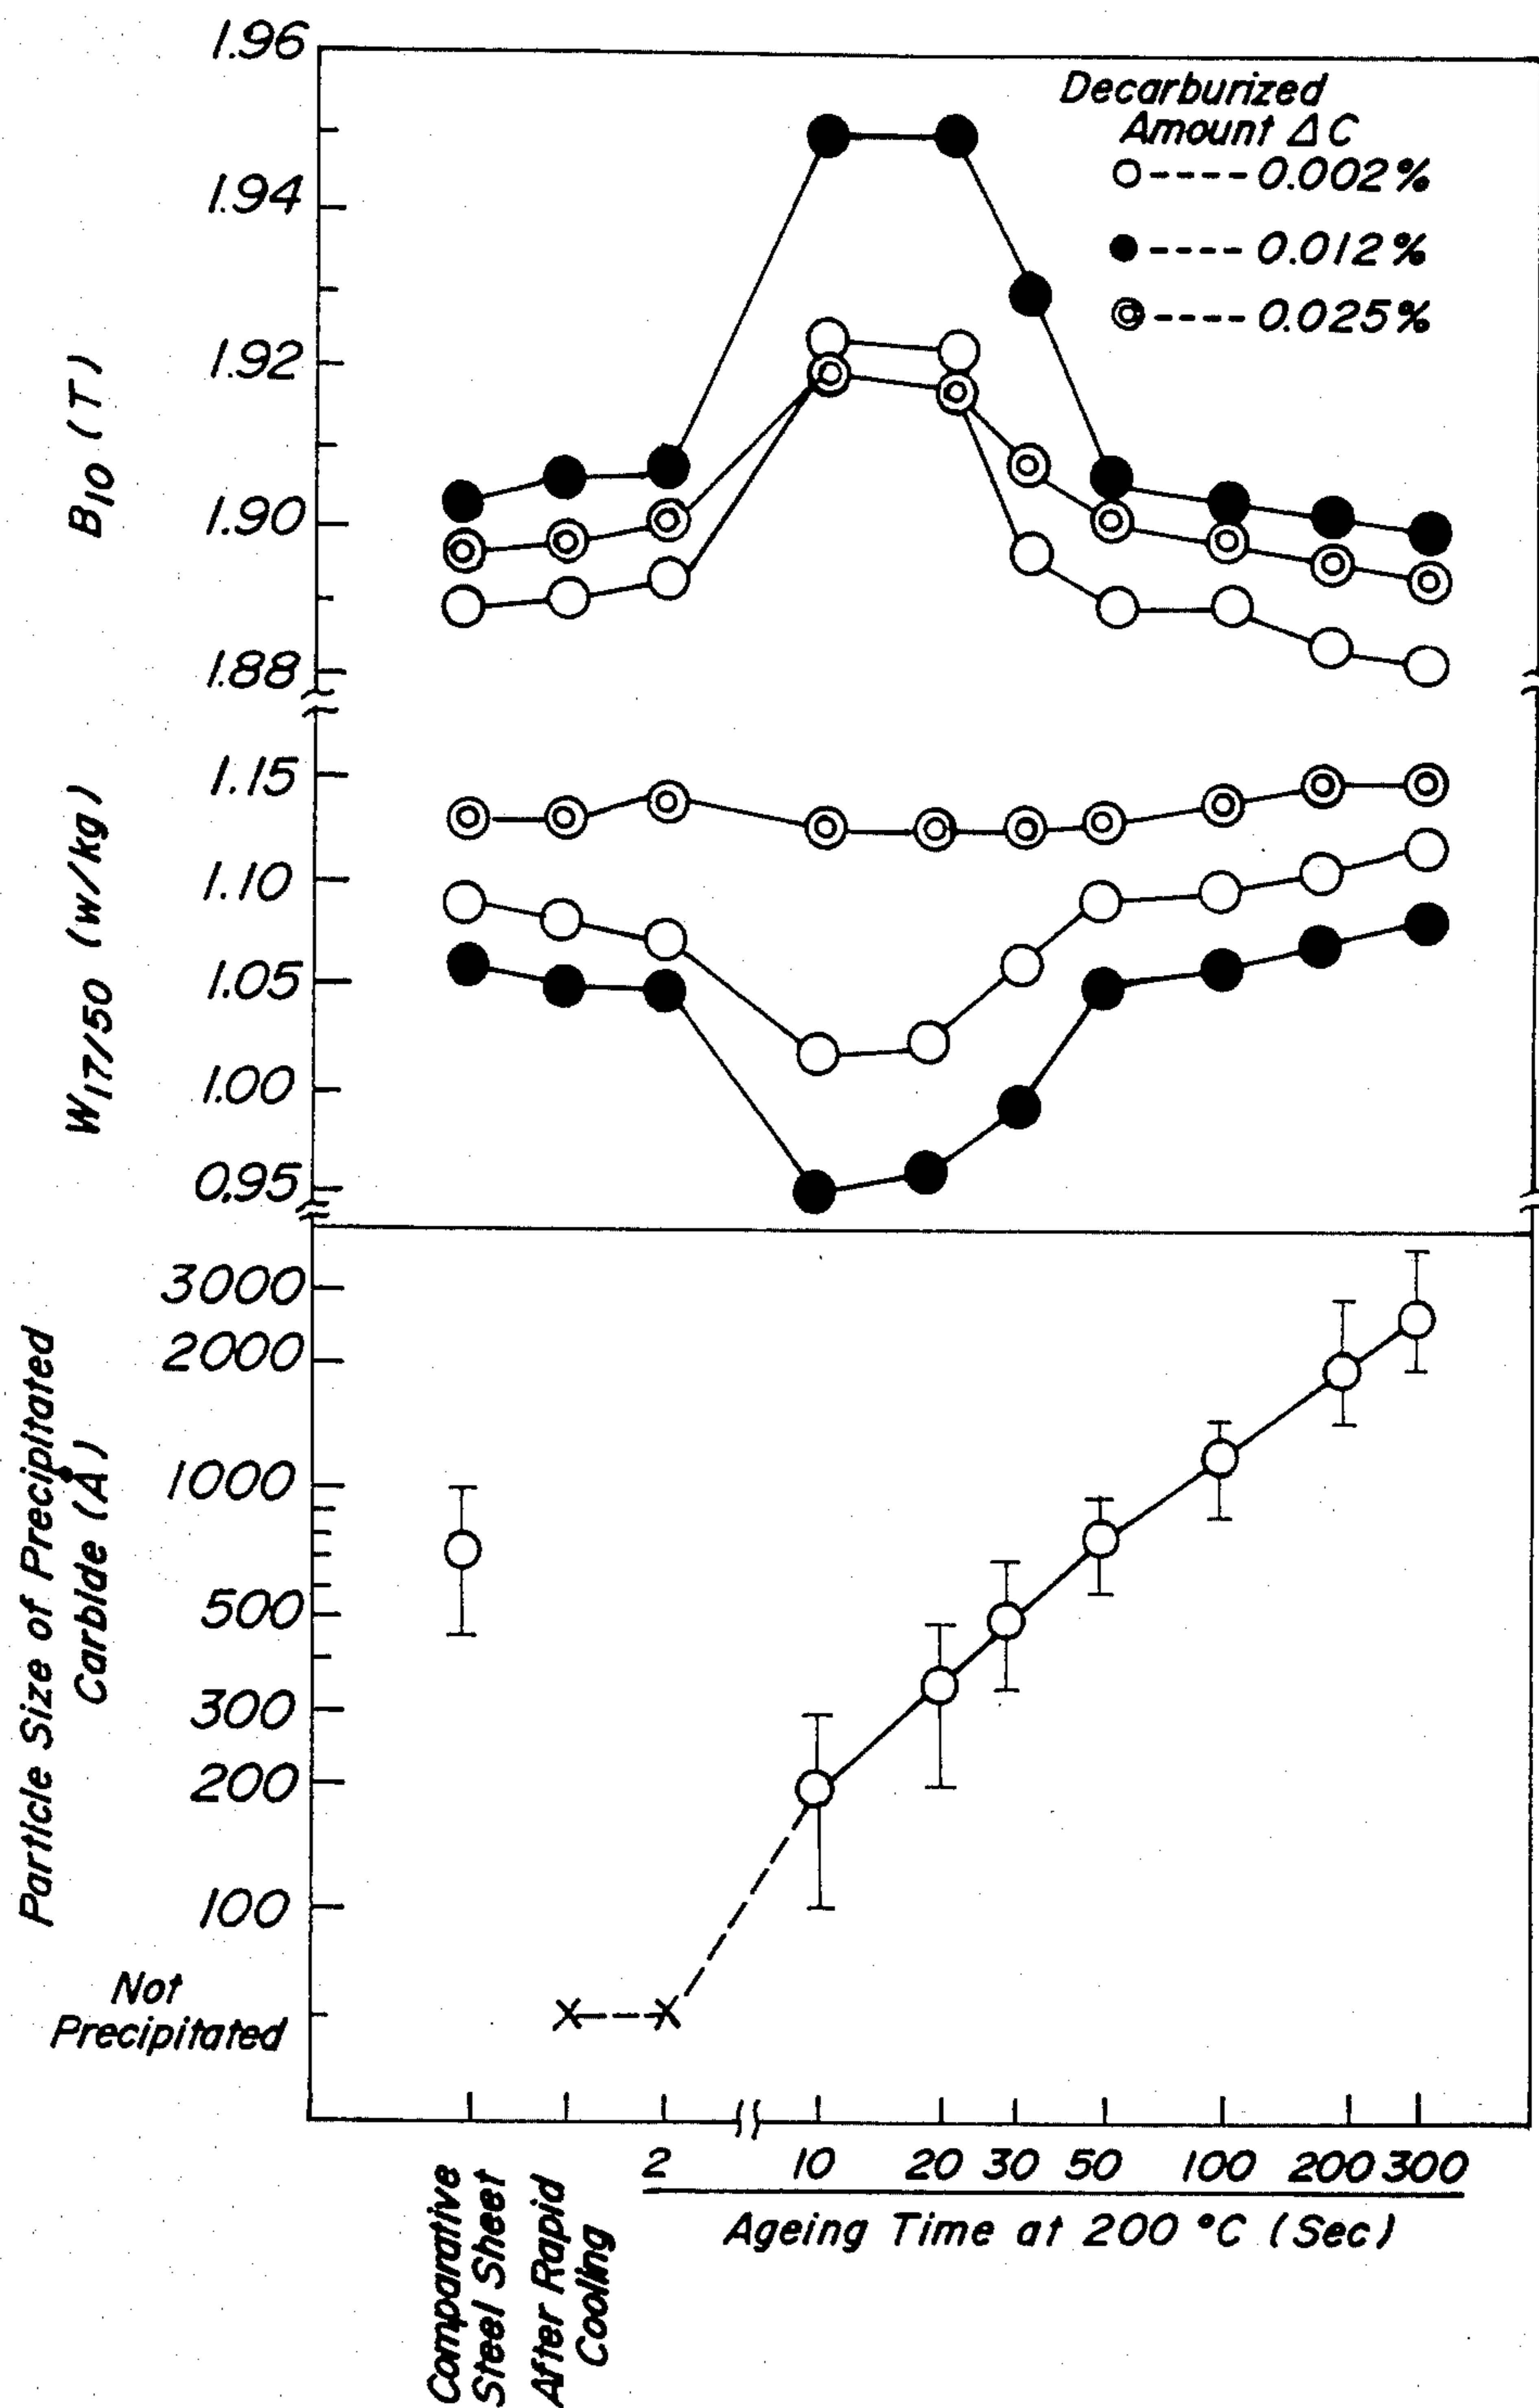 1.96
1.94
1.92
1.90
1.88
B10 (T)
Decarburized
Amount ΔC
○---- 0.002%
●---- 0.012%
◎---- 0.025%
1.15
1.10
1.05
1.00
0.95
W17/50 (w/kg)
3000
2000
1000
500
300
200
100
Not
Precipitated
Particle Size of Precipitated
Carbide (Å)
Comparative
Steel Sheet
After Rapid
Cooling
2 10 20 30 50 100 200 300
Ageing Time at 200 °C (Sec)